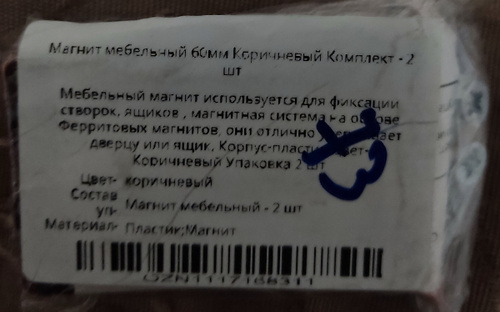 Магнит мебельный 60мм Коричневый Комплект - 2
шт
Мебельный магнит используется для фиксации
створок, ящиков , магнитная система на основе
Ферритовых магнитов, они отлично
дверцу или ящик, Корпус-пластик
Коричневый Упаковка 2 шт
Цвет- коричневый
Состав
уп- Магнит мебельный - 2 шт
Материал- Пластик;Магнит
OZN1117168311